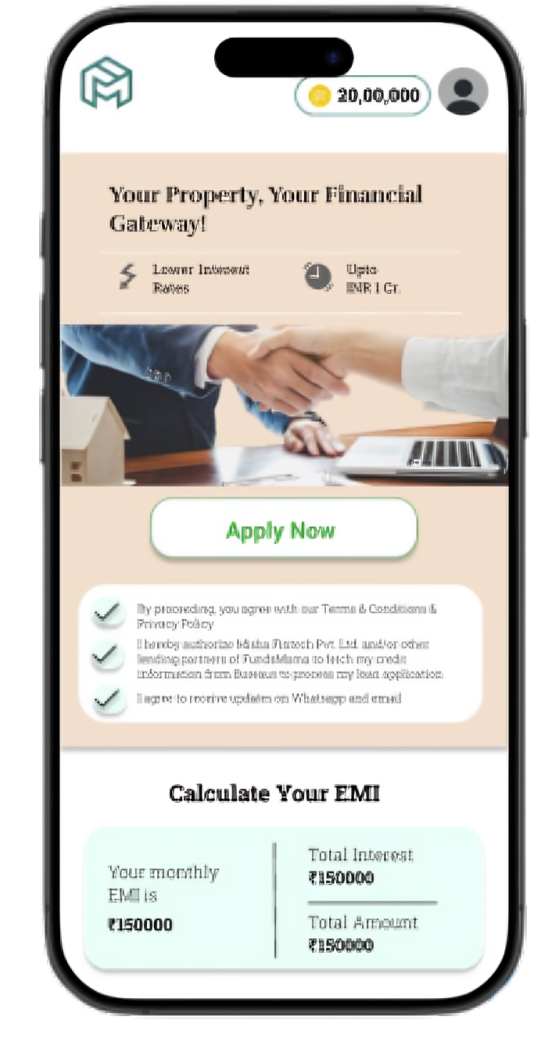 20,00,000
Your Property, Your Financial
Gateway!
Lower Interest
Rates
Upto
INR 1 Cr.
Apply Now
By proceeding, you agree with our Terms & Conditions &
Privacy Policy
I hereby authorize Fintech Pvt. Ltd. and/or other
lending partners of FundsMama to fetch my credit
information from Bureaus to process my loan application
I agree to receive updates on Whatsapp and email
Calculate Your EMI
Your monthly
EMI is
₹150000
Total Interest
₹150000
Total Amount
₹150000